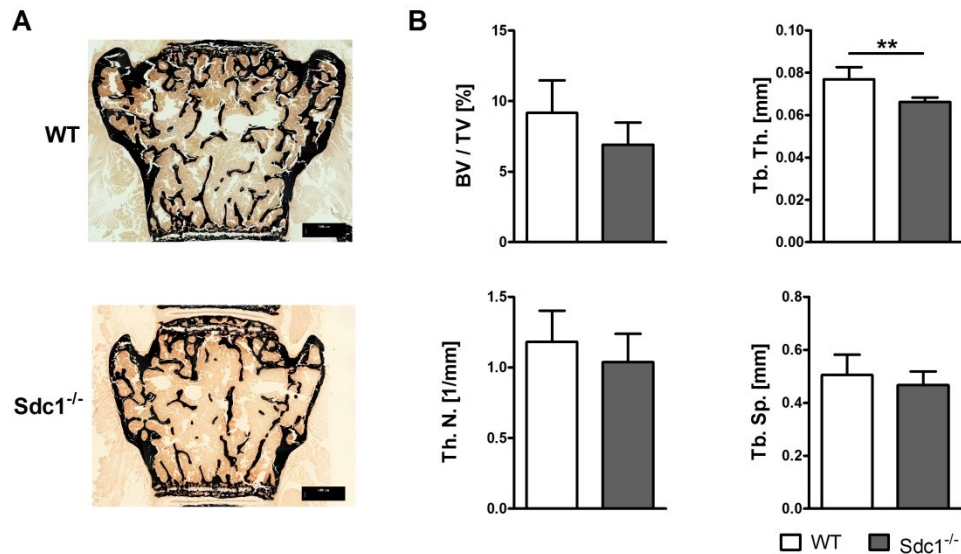 A
WT
Sdc1-/-
B
BV / TV [%]
15
10
5
0
**
Tb. Th. [mm]
0.10
0.08
0.06
0.04
0.02
0.00
Th. N. [1/mm]
1.5
1.0
0.5
0.0
Tb. Sp. [mm]
0.8
0.6
0.4
0.2
0.0
WT Sdc1-/-